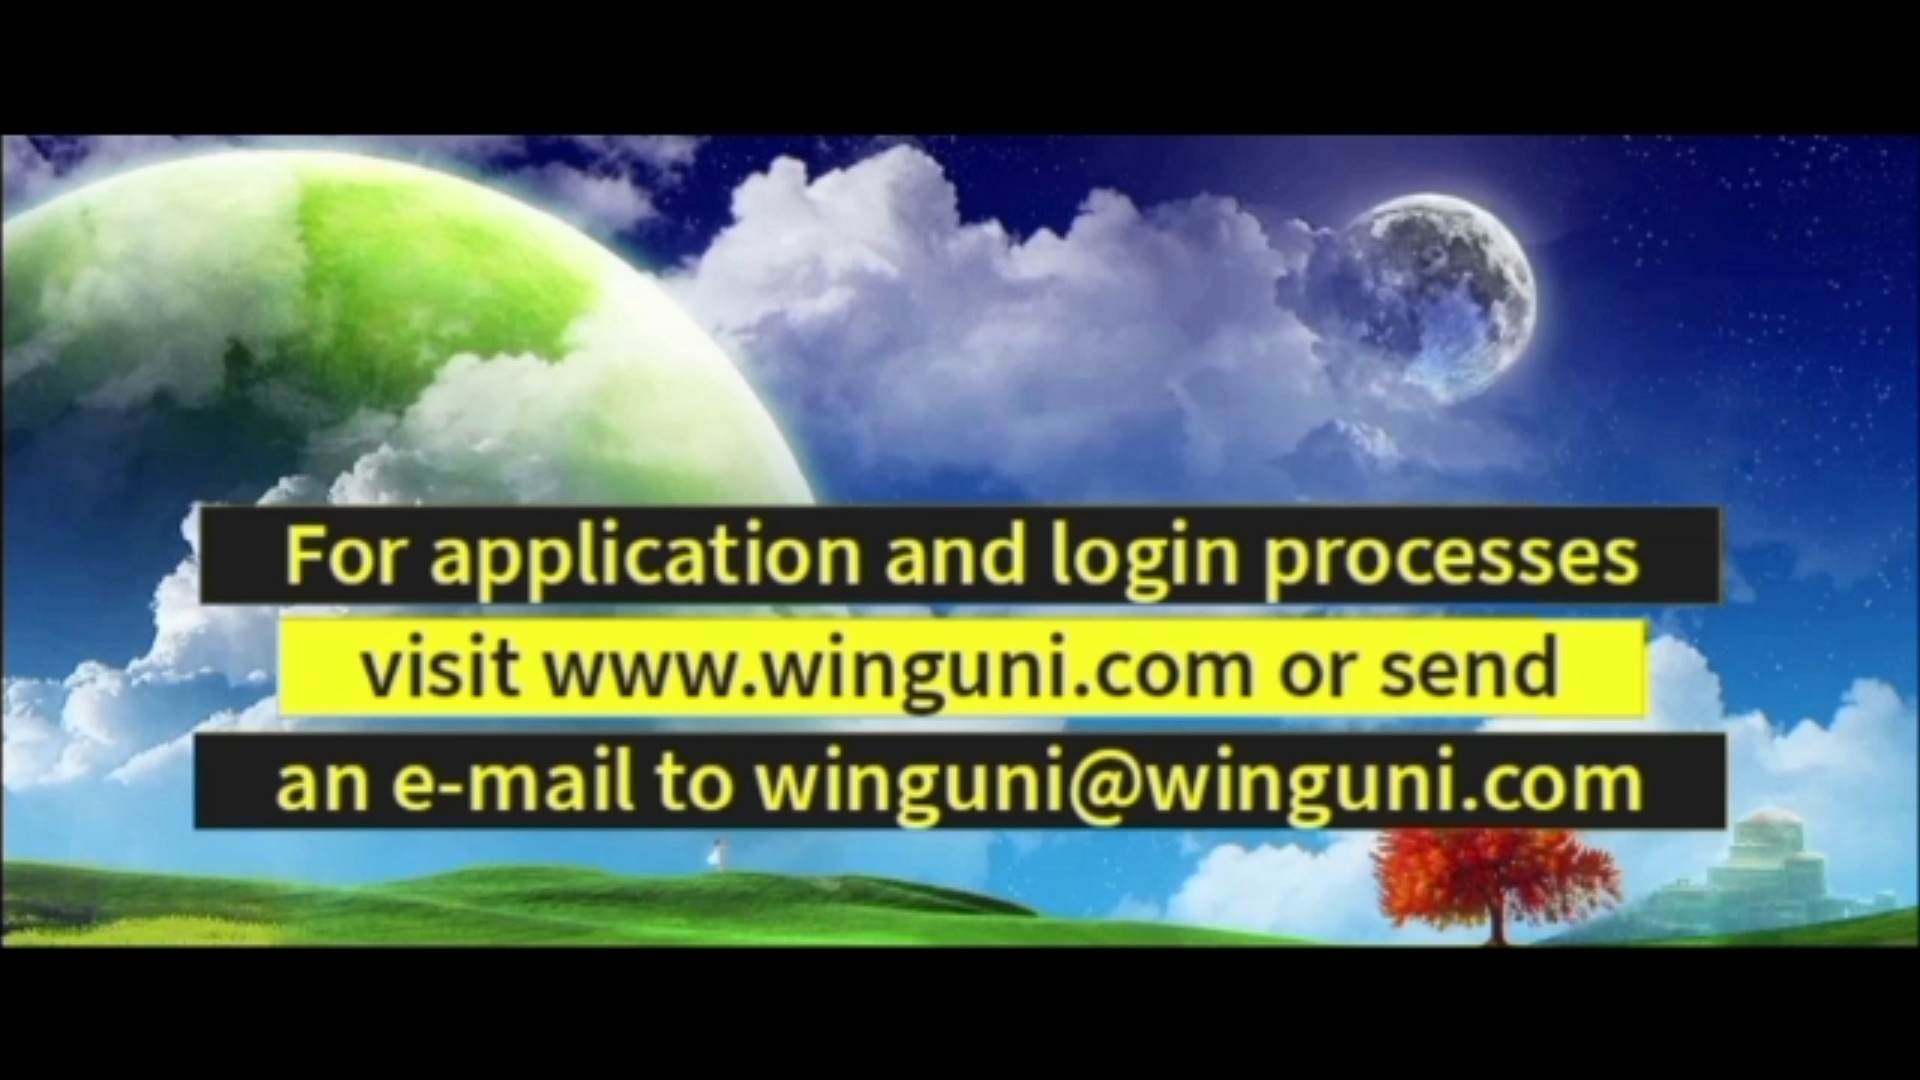 For application and login processes
visit www.winguni.com or send
an e-mail to winguni@winguni.com